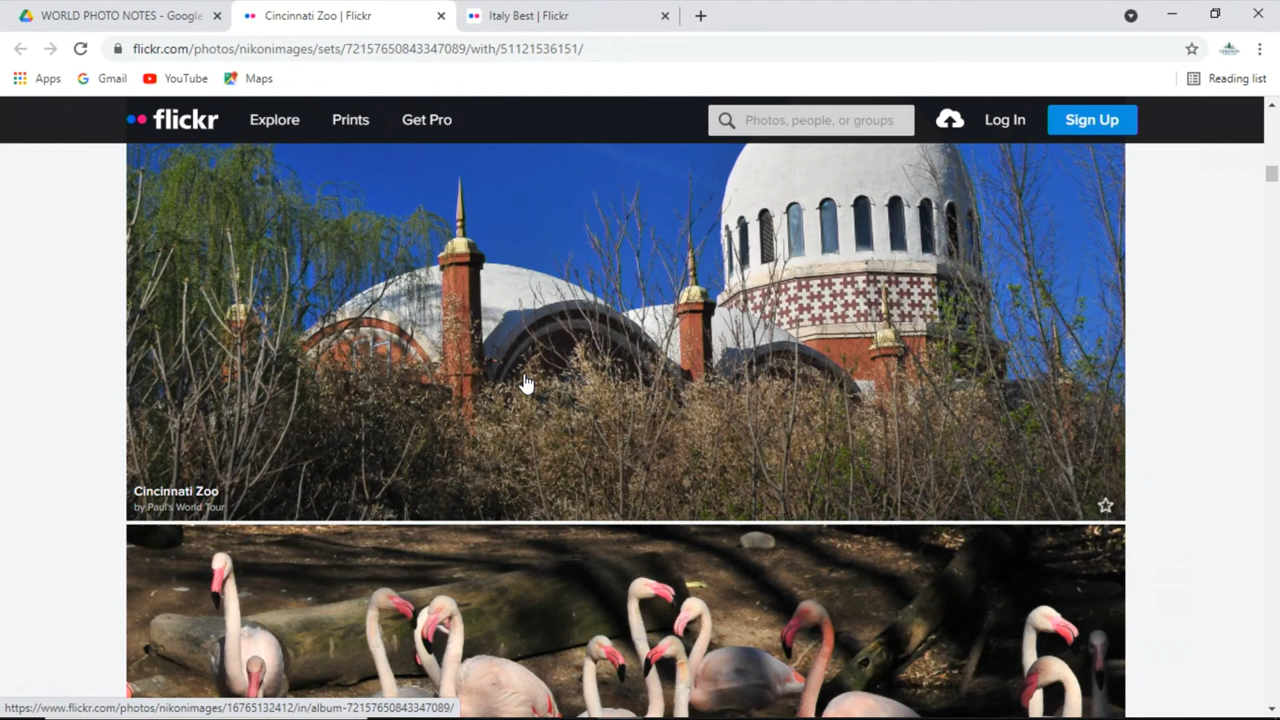 WORLD PHOTO NOTES - Google
Cincinnati Zoo | Flickr
Italy Best | Flickr
flickr.com/photos/nikonimages/sets/72157650843347089/with/51121536151/
Apps
Gmail
YouTube
Maps
Reading list
flickr
Explore
Prints
Get Pro
Photos, people, or groups
Log In
Sign Up
Cincinnati Zoo
by Paul's World Tour
https://www.flickr.com/photos/nikonimages/16765132412/in/album-72157650843347089/